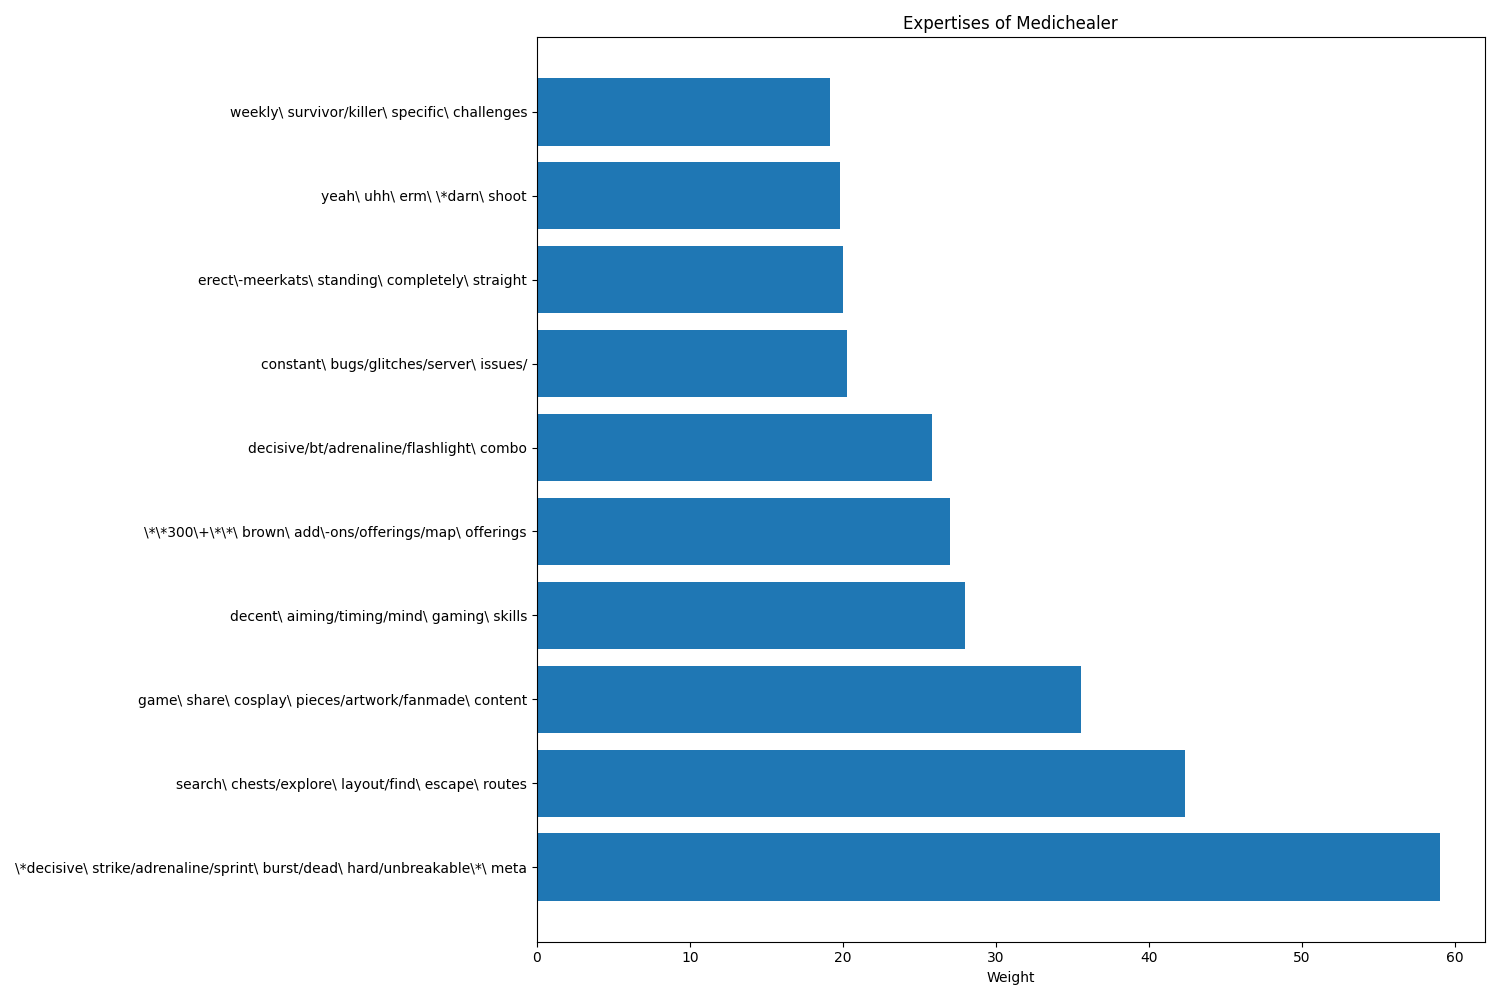 Expertises of Medichealer
weekly\ survivor/killer\ specific\ challenges
yeah\ uhh\ erm\ \*darn\ shoot
erect\-meerkats\ standing\ completely\ straight
constant\ bugs/glitches/server\ issues/
decisive/bt/adrenaline/flashlight\ combo
\*\*300\+\*\*\ brown\ add\-ons/offerings/map\ offerings
decent\ aiming/timing/mind\ gaming\ skills
game\ share\ cosplay\ pieces/artwork/fanmade\ content
search\ chests/explore\ layout/find\ escape\ routes
\*decisive\ strike/adrenaline/sprint\ burst/dead\ hard/unbreakable\*\ meta
0 10 20 30 40 50 60
Weight